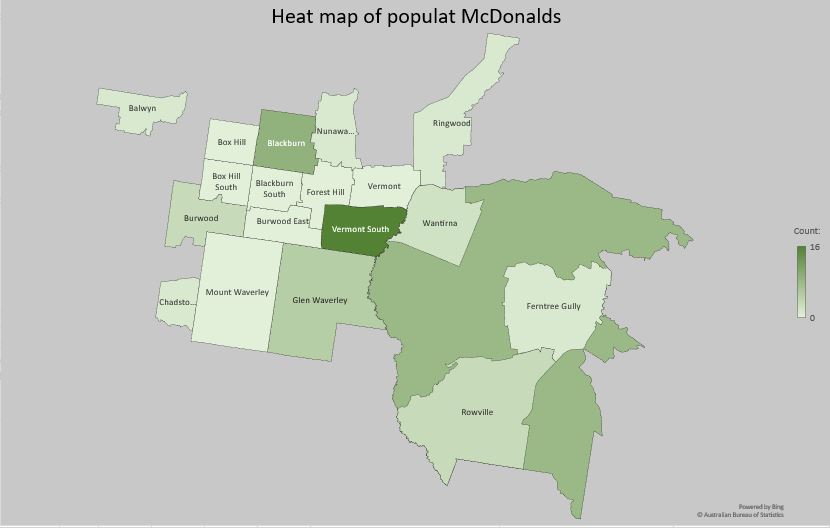 Heat map of populat McDonalds
Balwyn
Ringwood
Nunawa...
Box Hill
Blackburn
Box Hill
South
Blackburn
South
Forest Hill
Vermont
Burwood
Burwood East
Vermont South
Wantirna
Count:
16
0
Chadsto...
Mount Waverley
Glen Waverley
Ferntree Gully
Rowville
Powered by Bing
© Australian Bureau of Statistics